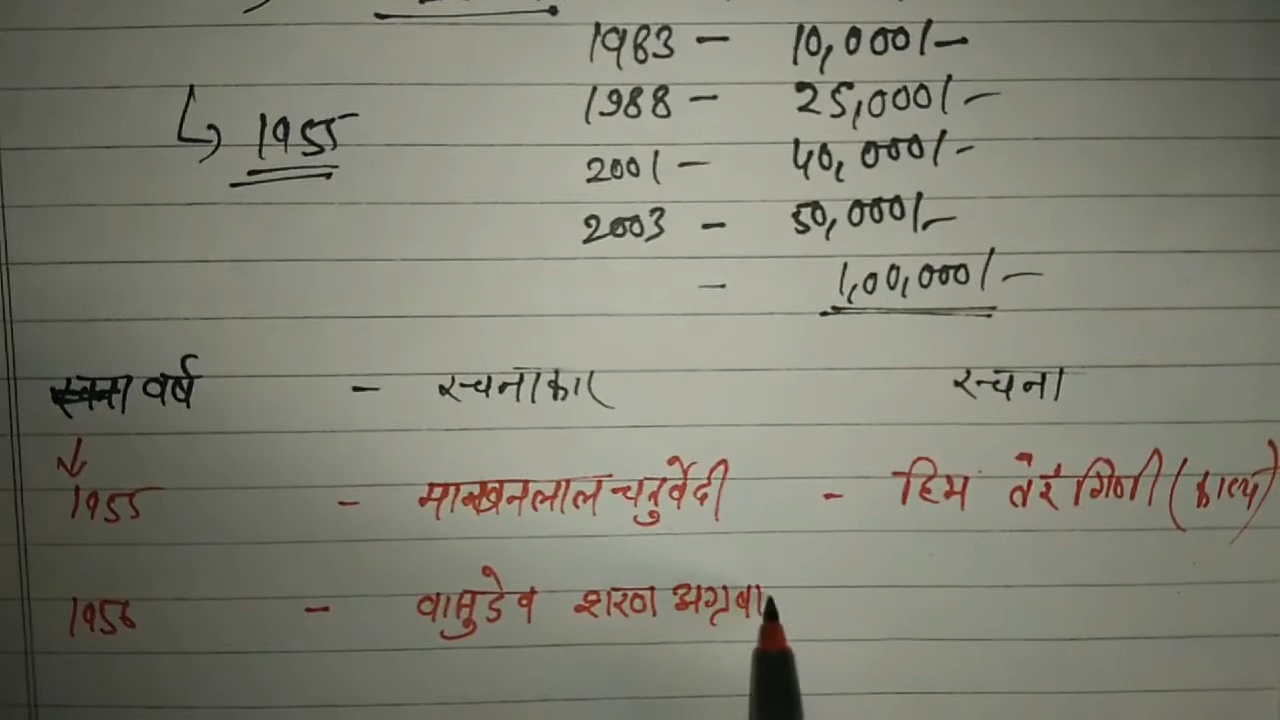 1983 - 10,000/-
↳ 1955
1988 - 25,000/-
2001 - 40,000/-
2003 - 50,000/-
- 1,00,000/-
वर्ष - रचनाकार रचना
↓
1955 - माखनलाल चतुर्वेदी - हिम तरंगिणी (काव्य)
1956 - वासुदेव शरण अग्रवा